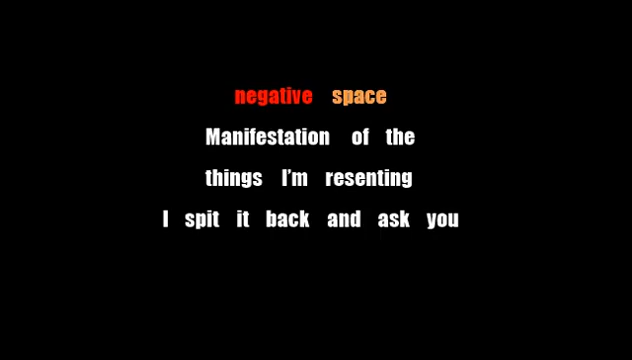 negative space
Manifestation of the
things I'm resenting
I spit it back and ask you